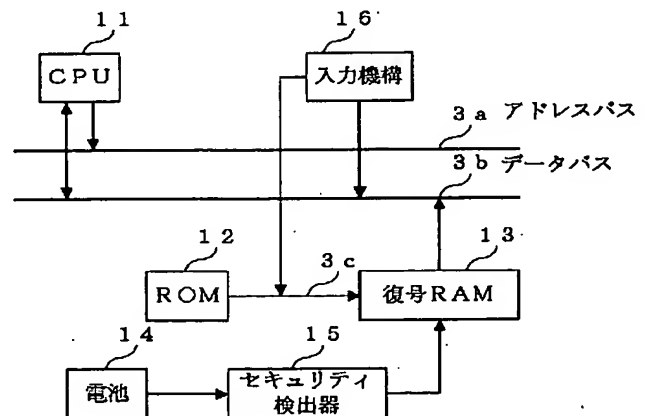 １１
ＣＰＵ
１６
入力機構
３ａ アドレスバス
３ｂ データバス
１２
ＲＯＭ
３ｃ
１３
復号ＲＡＭ
１４
電池
１５
セキュリティ
検出器